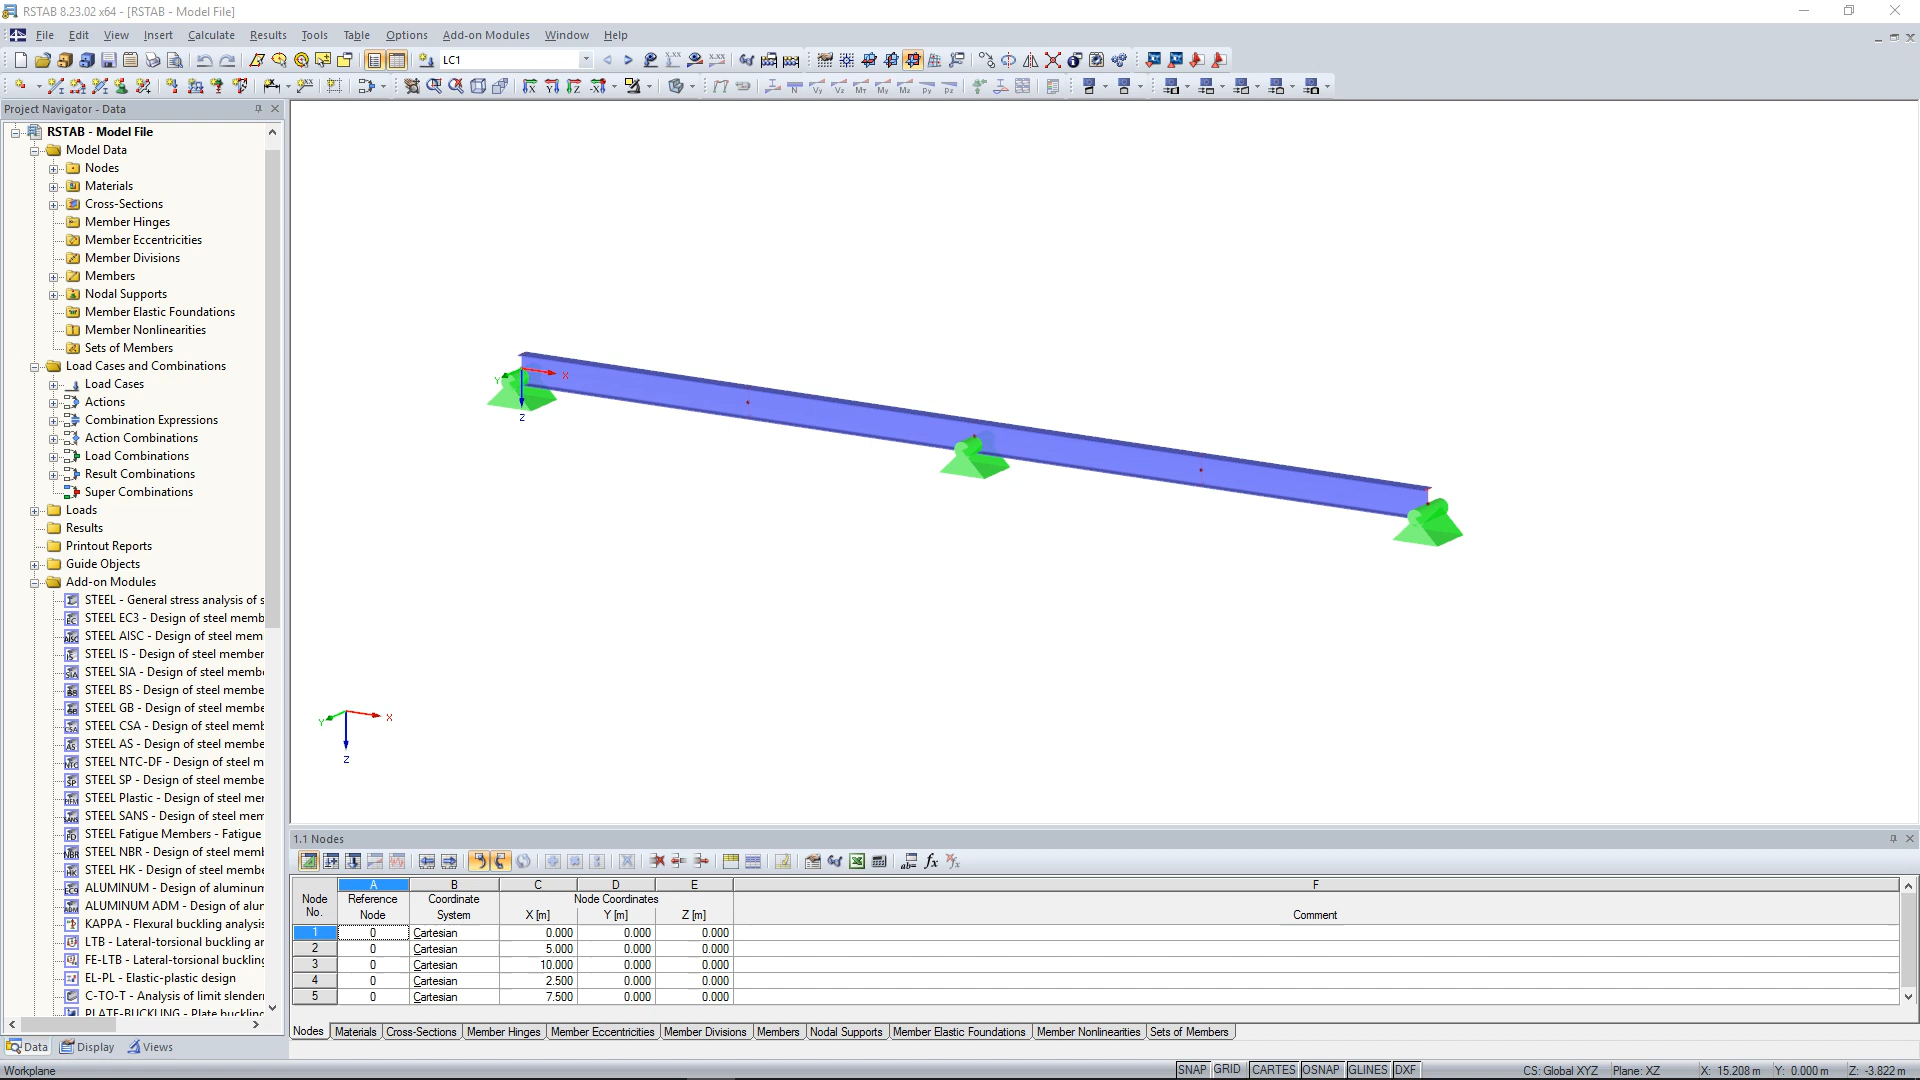 RSTAB 8.23.02 x64 - [RSTAB - Model File]
File Edit View Insert Calculate Results Tools Table Options Add-on Modules Window Help
LC1
Project Navigator - Data
RSTAB - Model File
Model Data
Nodes
Materials
Cross-Sections
Member Hinges
Member Eccentricities
Member Divisions
Members
Nodal Supports
Member Elastic Foundations
Member Nonlinearities
Sets of Members
Load Cases and Combinations
Load Cases
Actions
Combination Expressions
Action Combinations
Load Combinations
Result Combinations
Super Combinations
Loads
Results
Printout Reports
Guide Objects
Add-on Modules
STEEL - General stress analysis of s
STEEL EC3 - Design of steel memb
STEEL AISC - Design of steel mem
STEEL IS - Design of steel member
STEEL SIA - Design of steel membe
STEEL BS - Design of steel membe
STEEL GB - Design of steel membe
STEEL CSA - Design of steel memb
STEEL AS - Design of steel membe
STEEL NTC-DF - Design of steel m
STEEL SP - Design of steel membe
STEEL Plastic - Design of steel mer
STEEL SANS - Design of steel mem
STEEL Fatigue Members - Fatigue
STEEL NBR - Design of steel memb
STEEL HK - Design of steel membe
ALUMINUM - Design of aluminum
ALUMINUM ADM - Design of alur
KAPPA - Flexural buckling analysis
LTB - Lateral-torsional buckling ar
FE-LTB - Lateral-torsional buckling
EL-PL - Elastic-plastic design
C-TO-T - Analysis of limit slenderr
PLATE-BUCKLING - Plate buckling
Data Display Views
Y X
Z
Y X
Z
1.1 Nodes
A B C D E F
Node No. Reference Node Coordinate System Node Coordinates
X [m] Y [m] Z [m] Comment
1 0 Cartesian 0.000 0.000 0.000
2 0 Cartesian 5.000 0.000 0.000
3 0 Cartesian 10.000 0.000 0.000
4 0 Cartesian 2.500 0.000 0.000
5 0 Cartesian 7.500 0.000 0.000
Nodes Materials Cross-Sections Member Hinges Member Eccentricities Member Divisions Members Nodal Supports Member Elastic Foundations Member Nonlinearities Sets of Members
Workplane SNAP GRID CARTES OSNAP GLINES DXF CS: Global XYZ Plane: XZ X: 15.208 m Y: 0.000 m Z: -3.822 m